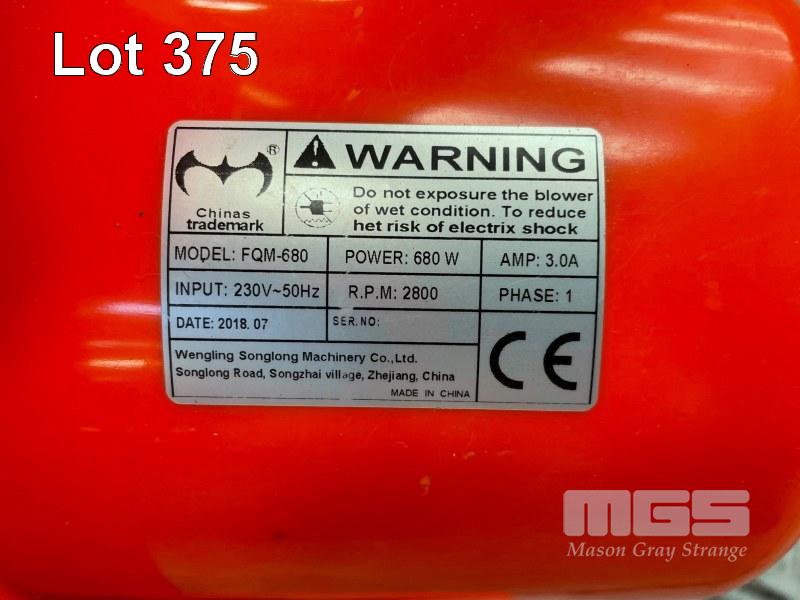 Lot 375
®
Chinas
trademark
WARNING
Do not exposure the blower
of wet condition. To reduce
het risk of electrix shock
MODEL: FQM-680
POWER: 680 W
AMP: 3.0A
INPUT: 230V~50Hz
R.P.M: 2800
PHASE: 1
DATE: 2018. 07
SER.NO:
Wengling Songlong Machinery Co.,Ltd.
Songlong Road, Songzhai village, Zhejiang, China
MADE IN CHINA
CE
MGS
Mason Gray Strange